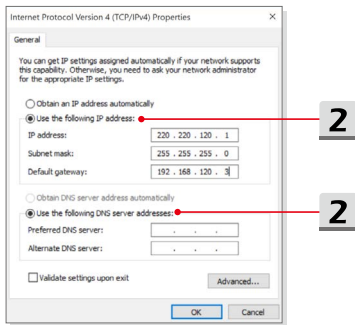 Internet Protocol Version 4 (TCP/IPv4) Properties
General
You can get IP settings assigned automatically if your network supports
this capability. Otherwise, you need to ask your network administrator
for the appropriate IP settings.
Obtain an IP address automatically
Use the following IP address:
2
IP address: 220 . 220 . 120 . 1
Subnet mask: 255 . 255 . 255 . 0
Default gateway: 192 . 168 . 120 . 3
Obtain DNS server address automatically
Use the following DNS server addresses:
2
Preferred DNS server: . . .
Alternate DNS server: . . .
Validate settings upon exit
Advanced...
OK Cancel